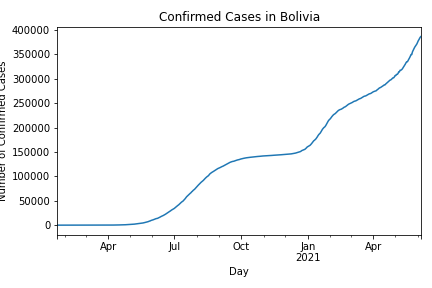 Confirmed Cases in Bolivia
Number of Confirmed Cases
400000
350000
300000
250000
200000
150000
100000
50000
0
Apr
Jul
Oct
Jan
2021
Apr
Day